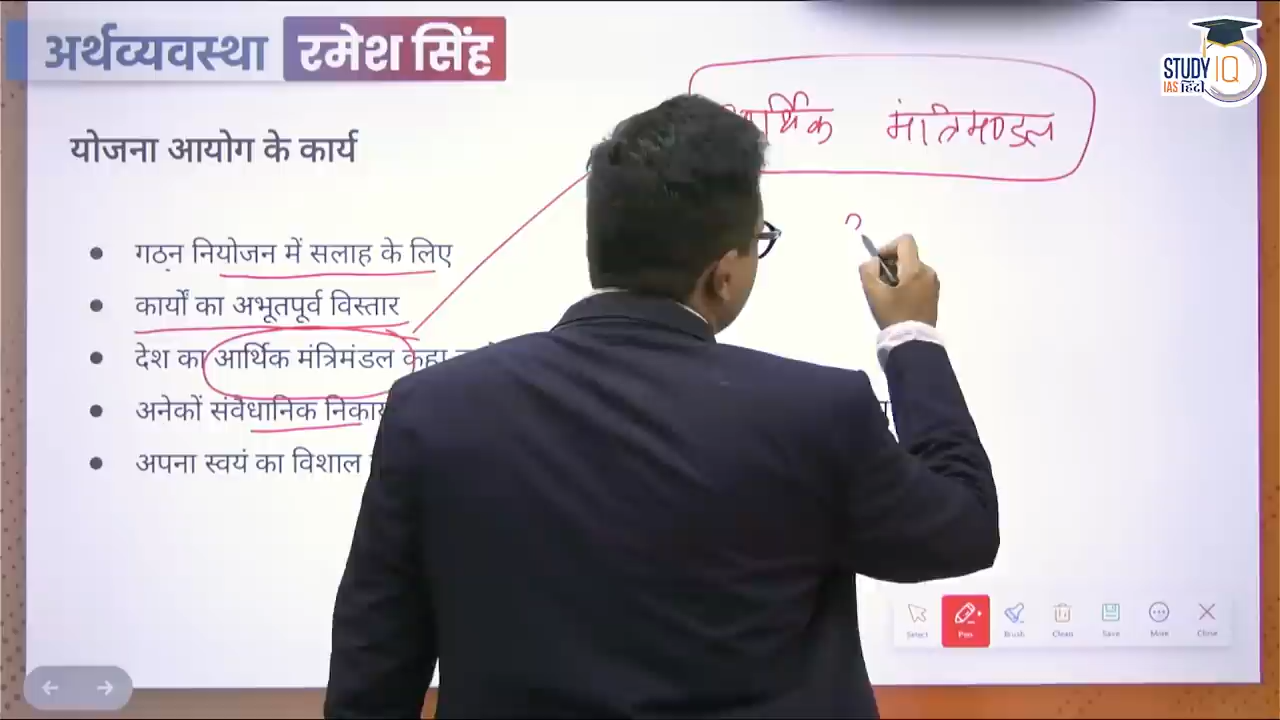 अर्थव्यवस्था रमेश सिंह
STUDY IQ
IAS हिंदी
मंत्रिमण्डल
योजना आयोग के कार्य
गठन नियोजन में सलाह के लिए
कार्यों का अभूतपूर्व विस्तार
देश का आर्थिक मंत्रिमंडल कहा
अनेकों संवैधानिक निकाय
अपना स्वयं का विशाल
Select Pen Brush Clean Save More Close